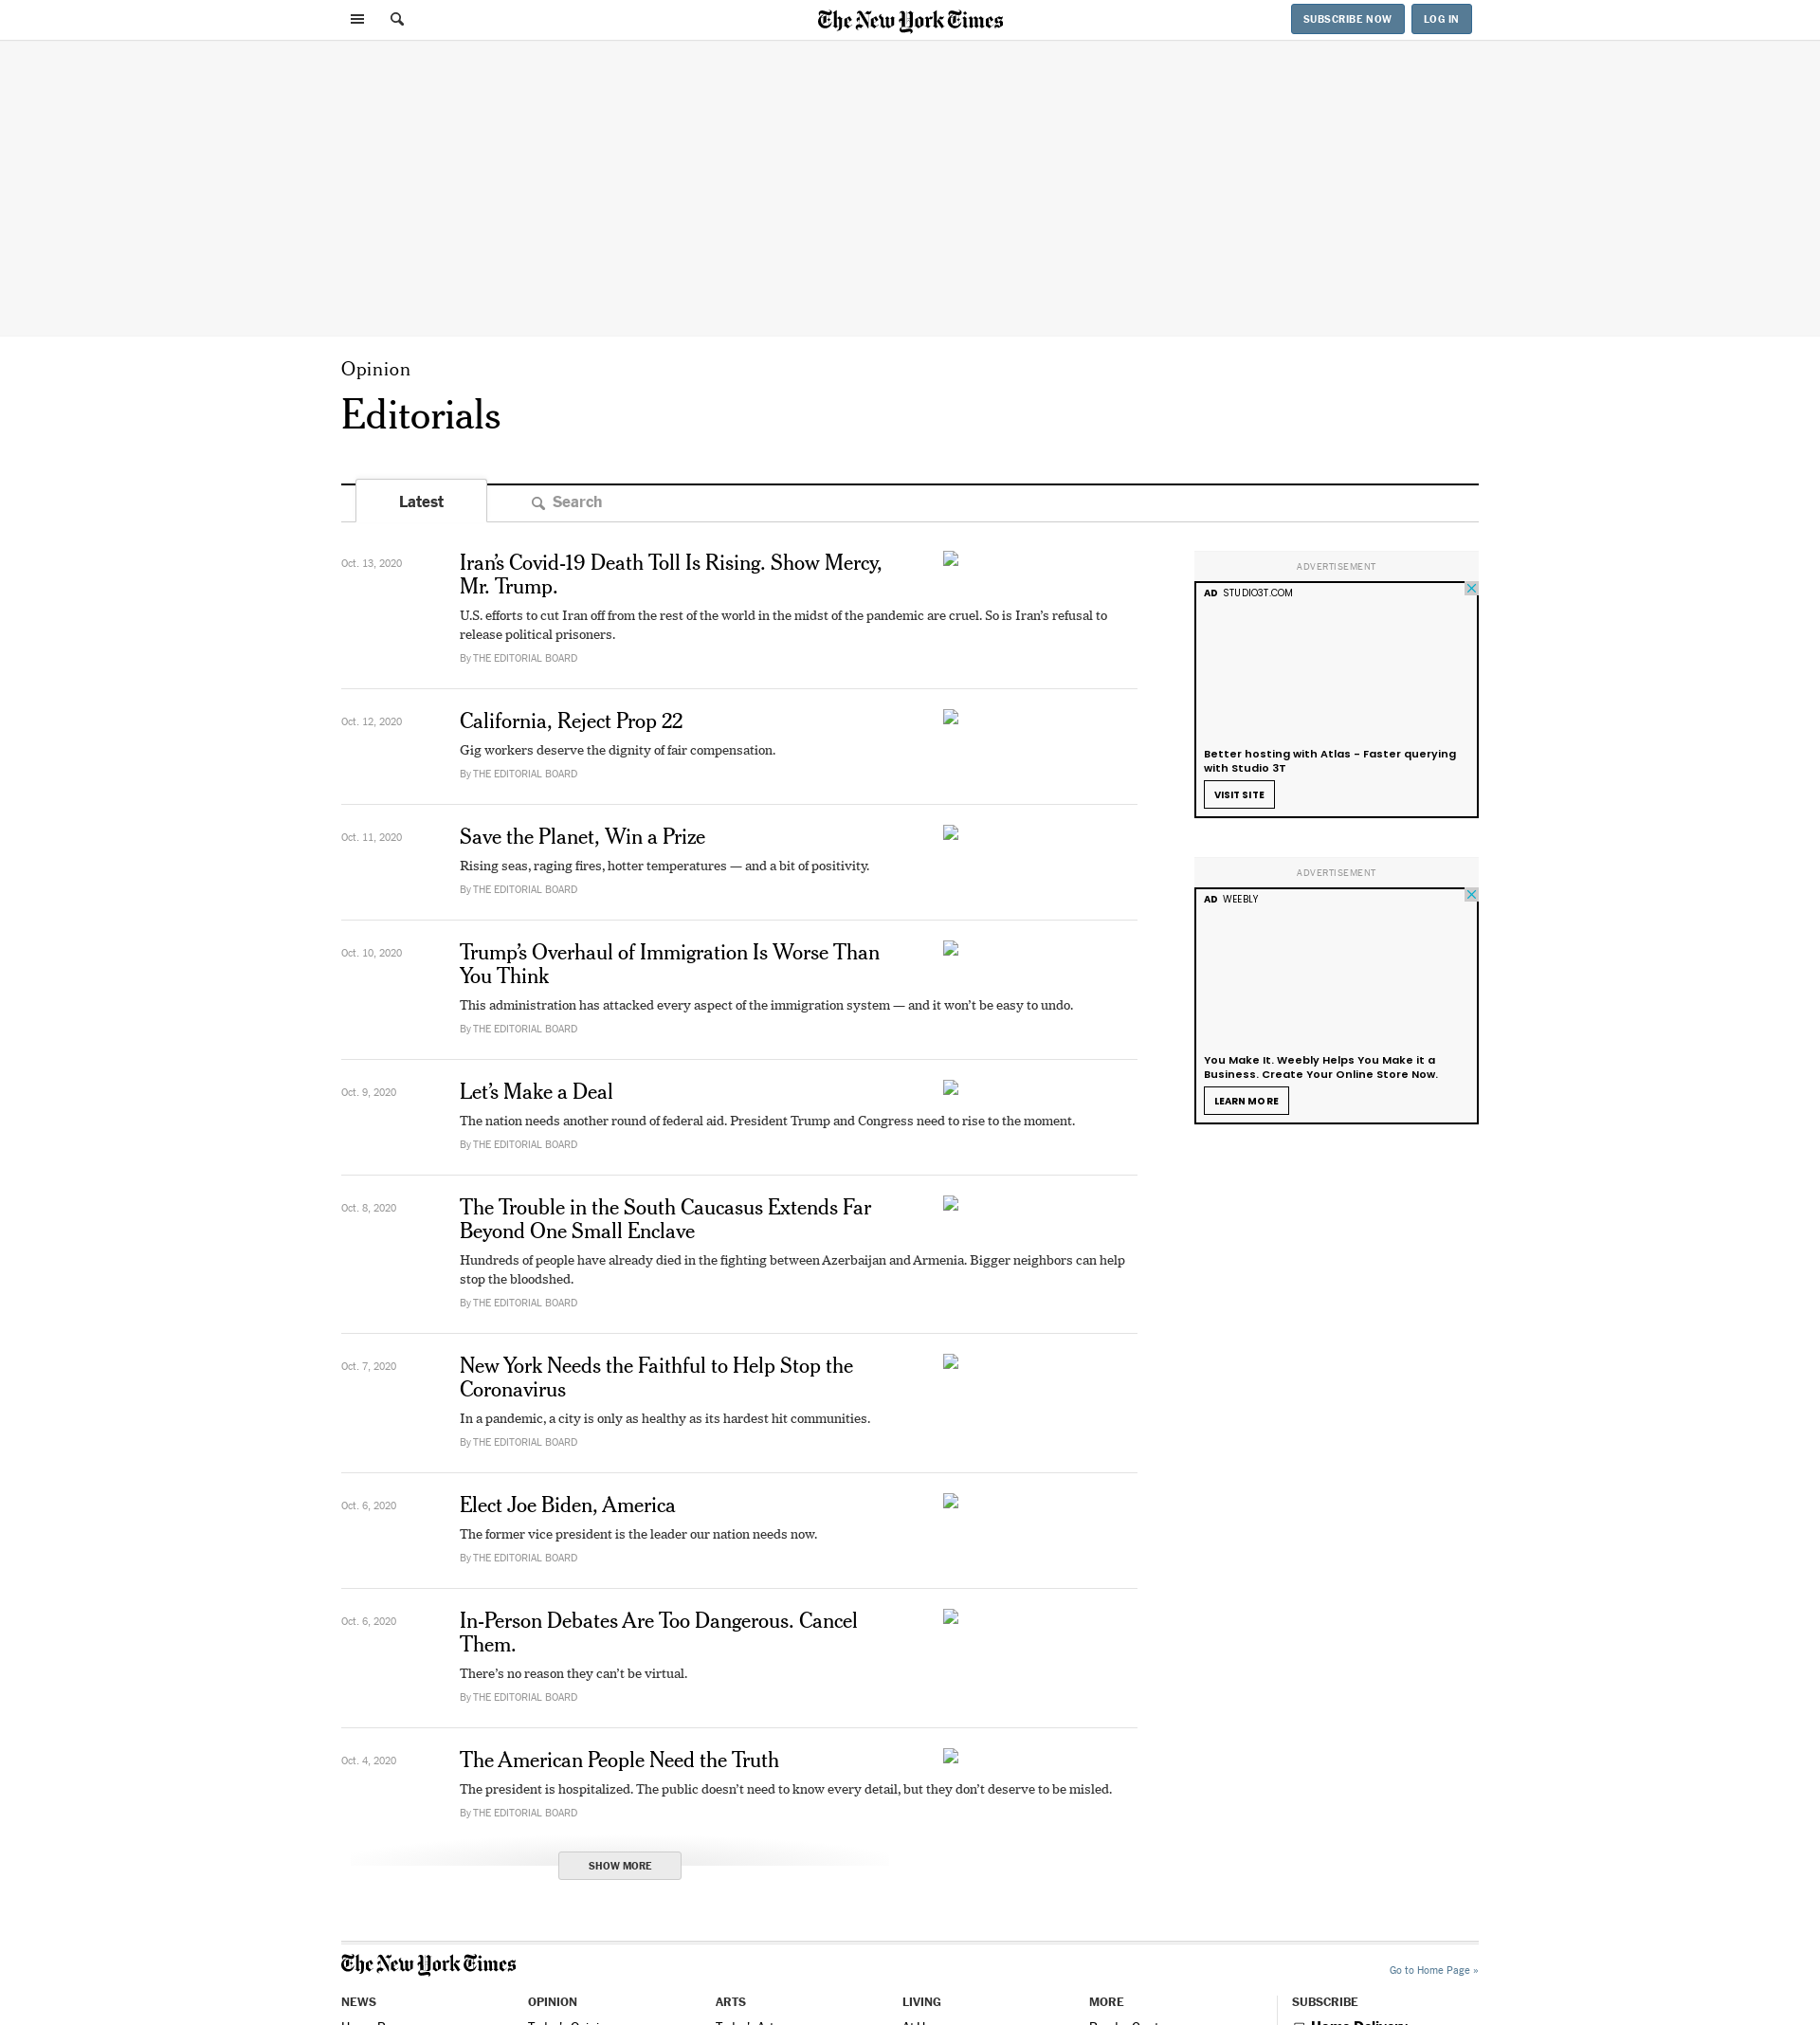 The New York Times
SUBSCRIBE NOW
LOG IN
Opinion
Editorials
Latest
Search
Oct. 13, 2020
Iran’s Covid-19 Death Toll Is Rising. Show Mercy,
Mr. Trump.
U.S. efforts to cut Iran off from the rest of the world in the midst of the pandemic are cruel. So is Iran’s refusal to
release political prisoners.
By THE EDITORIAL BOARD
Oct. 12, 2020
California, Reject Prop 22
Gig workers deserve the dignity of fair compensation.
By THE EDITORIAL BOARD
Oct. 11, 2020
Save the Planet, Win a Prize
Rising seas, raging fires, hotter temperatures — and a bit of positivity.
By THE EDITORIAL BOARD
Oct. 10, 2020
Trump’s Overhaul of Immigration Is Worse Than
You Think
This administration has attacked every aspect of the immigration system — and it won’t be easy to undo.
By THE EDITORIAL BOARD
Oct. 9, 2020
Let’s Make a Deal
The nation needs another round of federal aid. President Trump and Congress need to rise to the moment.
By THE EDITORIAL BOARD
Oct. 8, 2020
The Trouble in the South Caucasus Extends Far
Beyond One Small Enclave
Hundreds of people have already died in the fighting between Azerbaijan and Armenia. Bigger neighbors can help
stop the bloodshed.
By THE EDITORIAL BOARD
Oct. 7, 2020
New York Needs the Faithful to Help Stop the
Coronavirus
In a pandemic, a city is only as healthy as its hardest hit communities.
By THE EDITORIAL BOARD
Oct. 6, 2020
Elect Joe Biden, America
The former vice president is the leader our nation needs now.
By THE EDITORIAL BOARD
Oct. 6, 2020
In-Person Debates Are Too Dangerous. Cancel
Them.
There’s no reason they can’t be virtual.
By THE EDITORIAL BOARD
Oct. 4, 2020
The American People Need the Truth
The president is hospitalized. The public doesn’t need to know every detail, but they don’t deserve to be misled.
By THE EDITORIAL BOARD
SHOW MORE
ADVERTISEMENT
AD STUDIO3T.COM
Better hosting with Atlas - Faster querying
with Studio 3T
VISIT SITE
ADVERTISEMENT
AD WEEBLY
You Make It. Weebly Helps You Make it a
Business. Create Your Online Store Now.
LEARN MORE
The New York Times
Go to Home Page »
NEWS
OPINION
ARTS
LIVING
MORE
SUBSCRIBE
Home Delivery